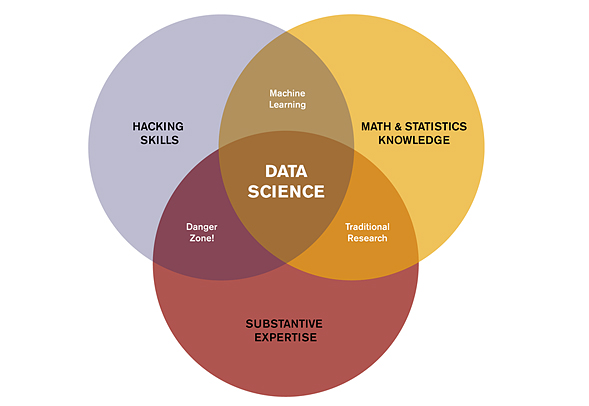 Machine
Learning
HACKING
SKILLS
MATH & STATISTICS
KNOWLEDGE
DATA
SCIENCE
Danger
Zone!
Traditional
Research
SUBSTANTIVE
EXPERTISE